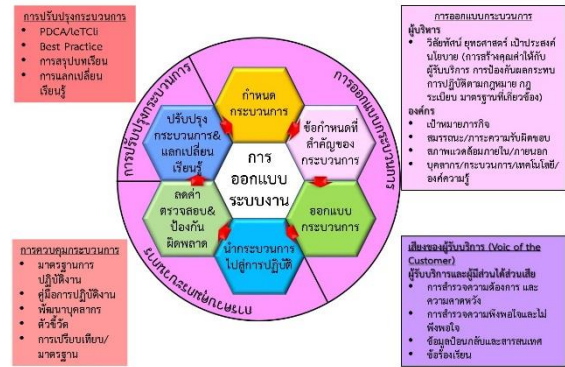 การปรับปรุงกระบวนการ
PDCA/leTCli
Best Practice
การสรุปบทเรียน
การแลกเปลี่ยน
เรียนรู้
การออกแบบกระบวนการ
ผู้บริหาร
วิสัยทัศน์ ยุทธศาสตร์ เป้าประสงค์
นโยบาย (การสร้างคุณค่าให้กับ
ผู้รับบริการ การป้องกันผลกระทบ
การปฏิบัติตามกฎหมาย กฎ
ระเบียบ มาตรฐานที่เกี่ยวข้อง)
องค์กร
เป้าหมายภารกิจ
สมรรถนะ/ภาระความรับผิดชอบ
สภาพแวดล้อมภายใน/ภายนอก
บุคลากร/กระบวนการ/เทคโนโลยี/
องค์ความรู้
การปรับปรุงกระบวนการ
การออกแบบกระบวนการ
การควบคุมกระบวนการ
กำหนด
กระบวนการ
ข้อกำหนดที่
สำคัญของ
กระบวนการ
ออกแบบ
กระบวนการ
นำกระบวนการ
ไปสู่การปฏิบัติ
ลดค่า
ตรวจสอบ&
ป้องกัน
ผิดพลาด
ปรับปรุง
กระบวนการ&
แลกเปลี่ยน
เรียนรู้
การ
ออกแบบ
ระบบงาน
การควบคุมกระบวนการ
มาตรฐานการ
ปฏิบัติงาน
คู่มือการปฏิบัติงาน
พัฒนาบุคลากร
ตัวชี้วัด
การเปรียบเทียบ/
มาตรฐาน
เสียงของผู้รับบริการ (Voic of the
Customer)
ผู้รับบริการและผู้มีส่วนได้ส่วนเสีย
การสำรวจความต้องการ และ
ความคาดหวัง
การสำรวจความพึงพอใจและไม่
พึงพอใจ
ข้อมูลป้อนกลับและสารสนเทศ
ข้อร้องเรียน